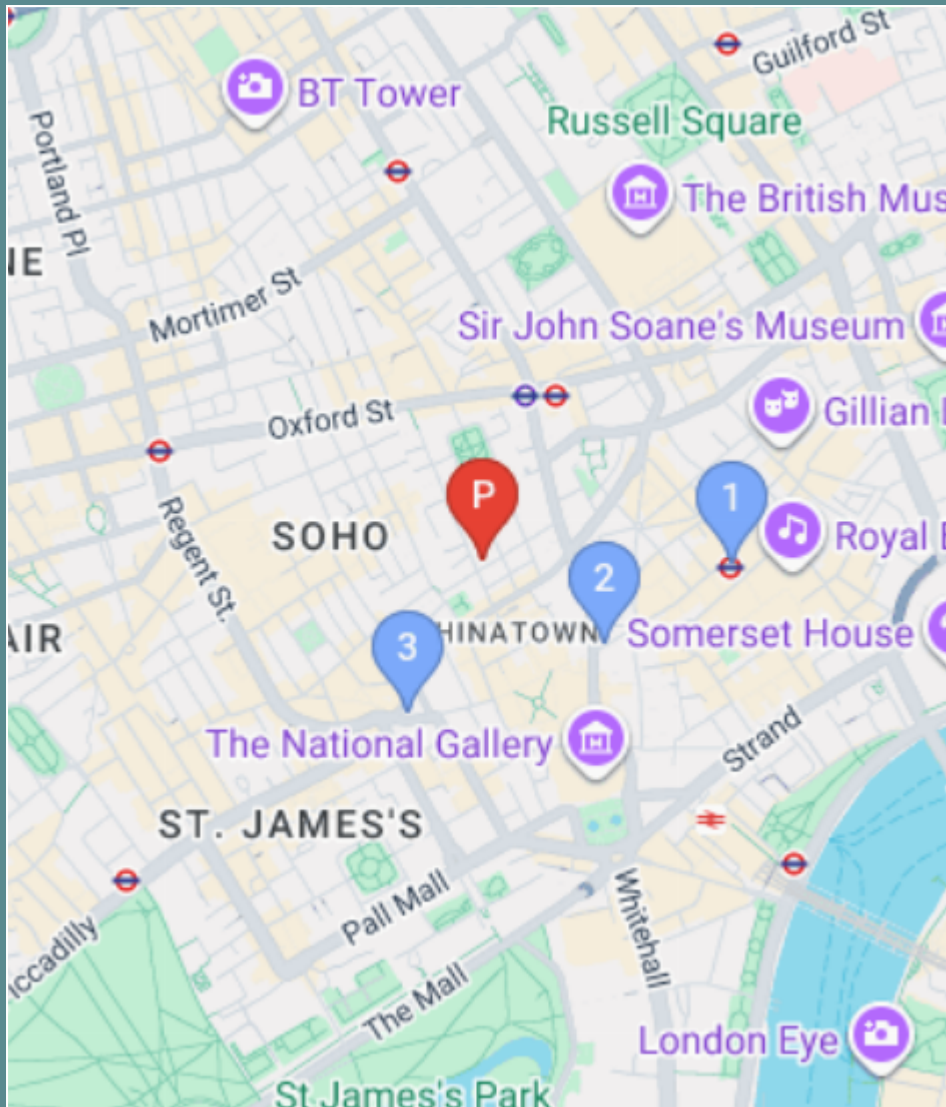 Guilford St
BT Tower
Russell Square
Portland Pl
The British Mus
NE
Mortimer St
Sir John Soane's Museum
Gillian
Oxford St
P
1
Regent St.
SOHO
Royal
2
HINATOWN
Somerset House
AIR
3
The National Gallery
Strand
ST. JAMES'S
Pall Mall
Whitehall
iccadilly
The Mall
London Eye
St James's Park